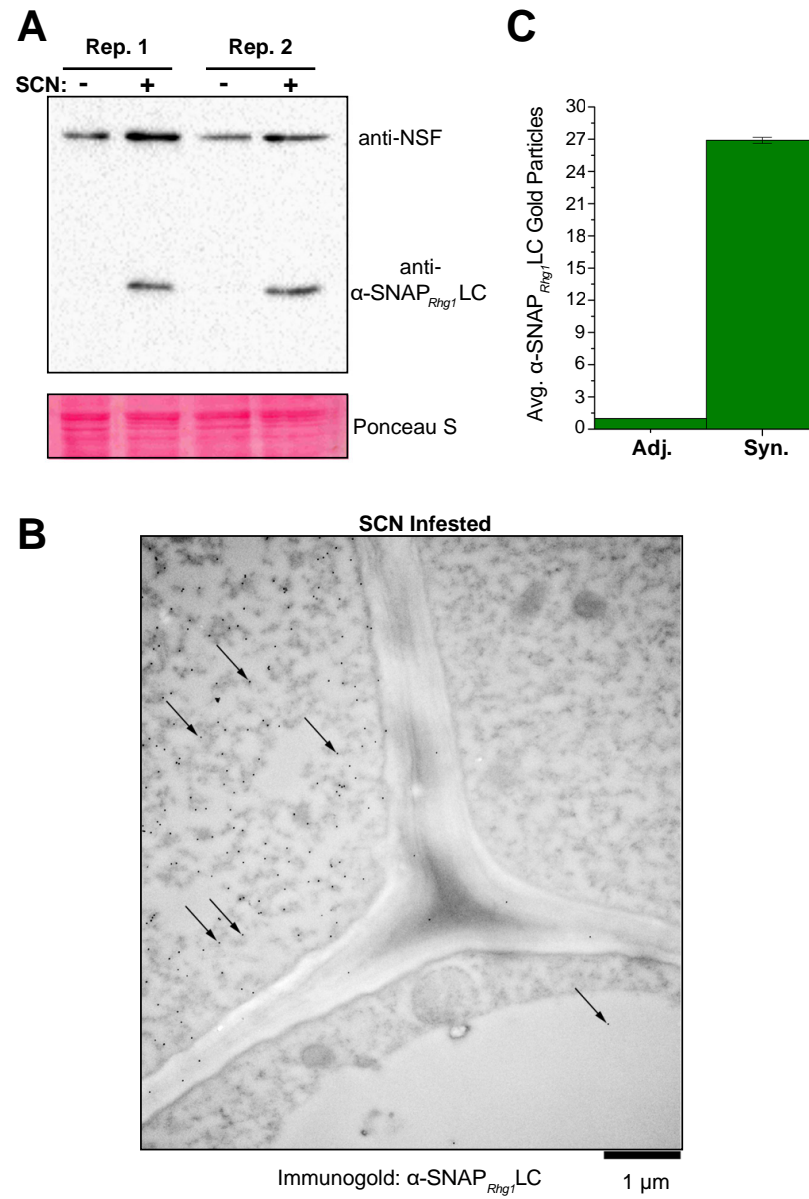 A
Rep. 1 Rep. 2
SCN: - + - +
anti-NSF
anti-
α-SNAPRhg1LC
Ponceau S
C
Avg. α-SNAPRhg1LC Gold Particles
30
27
24
21
18
15
12
9
6
3
0
Adj. Syn.
B
SCN Infested
Immunogold: α-SNAPRhg1LC
1 µm